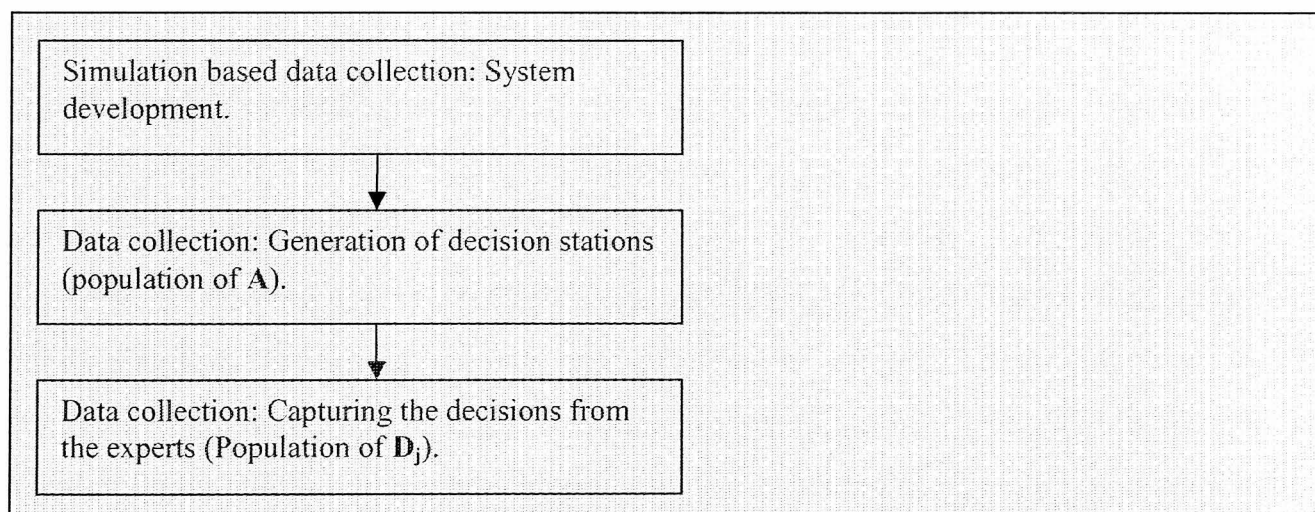 Simulation based data collection: System
development.
Data collection: Generation of decision stations
(population of A).
Data collection: Capturing the decisions from
the experts (Population of Dj).